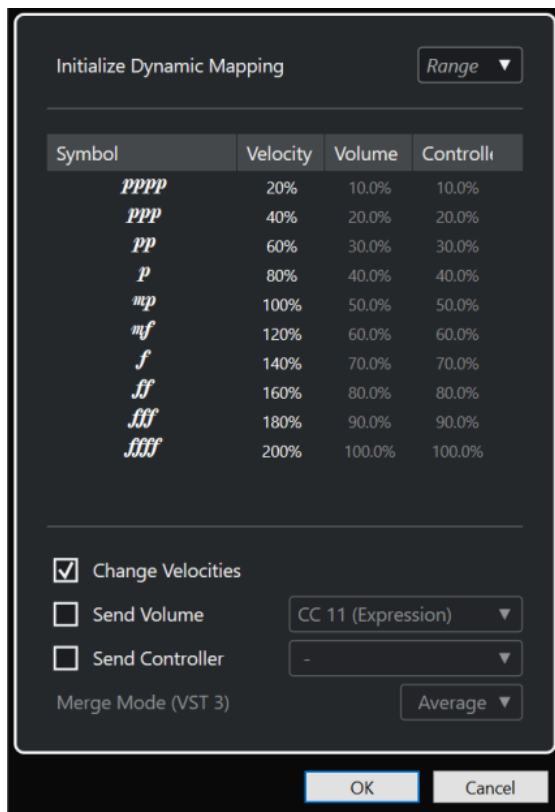 Initialize Dynamic Mapping Range
Symbol Velocity Volume Controlle
pppp 20% 10.0% 10.0%
ppp 40% 20.0% 20.0%
pp 60% 30.0% 30.0%
p 80% 40.0% 40.0%
mp 100% 50.0% 50.0%
mf 120% 60.0% 60.0%
f 140% 70.0% 70.0%
ff 160% 80.0% 80.0%
fff 180% 90.0% 90.0%
ffff 200% 100.0% 100.0%
Change Velocities
Send Volume CC 11 (Expression)
Send Controller -
Merge Mode (VST 3) Average
OK Cancel